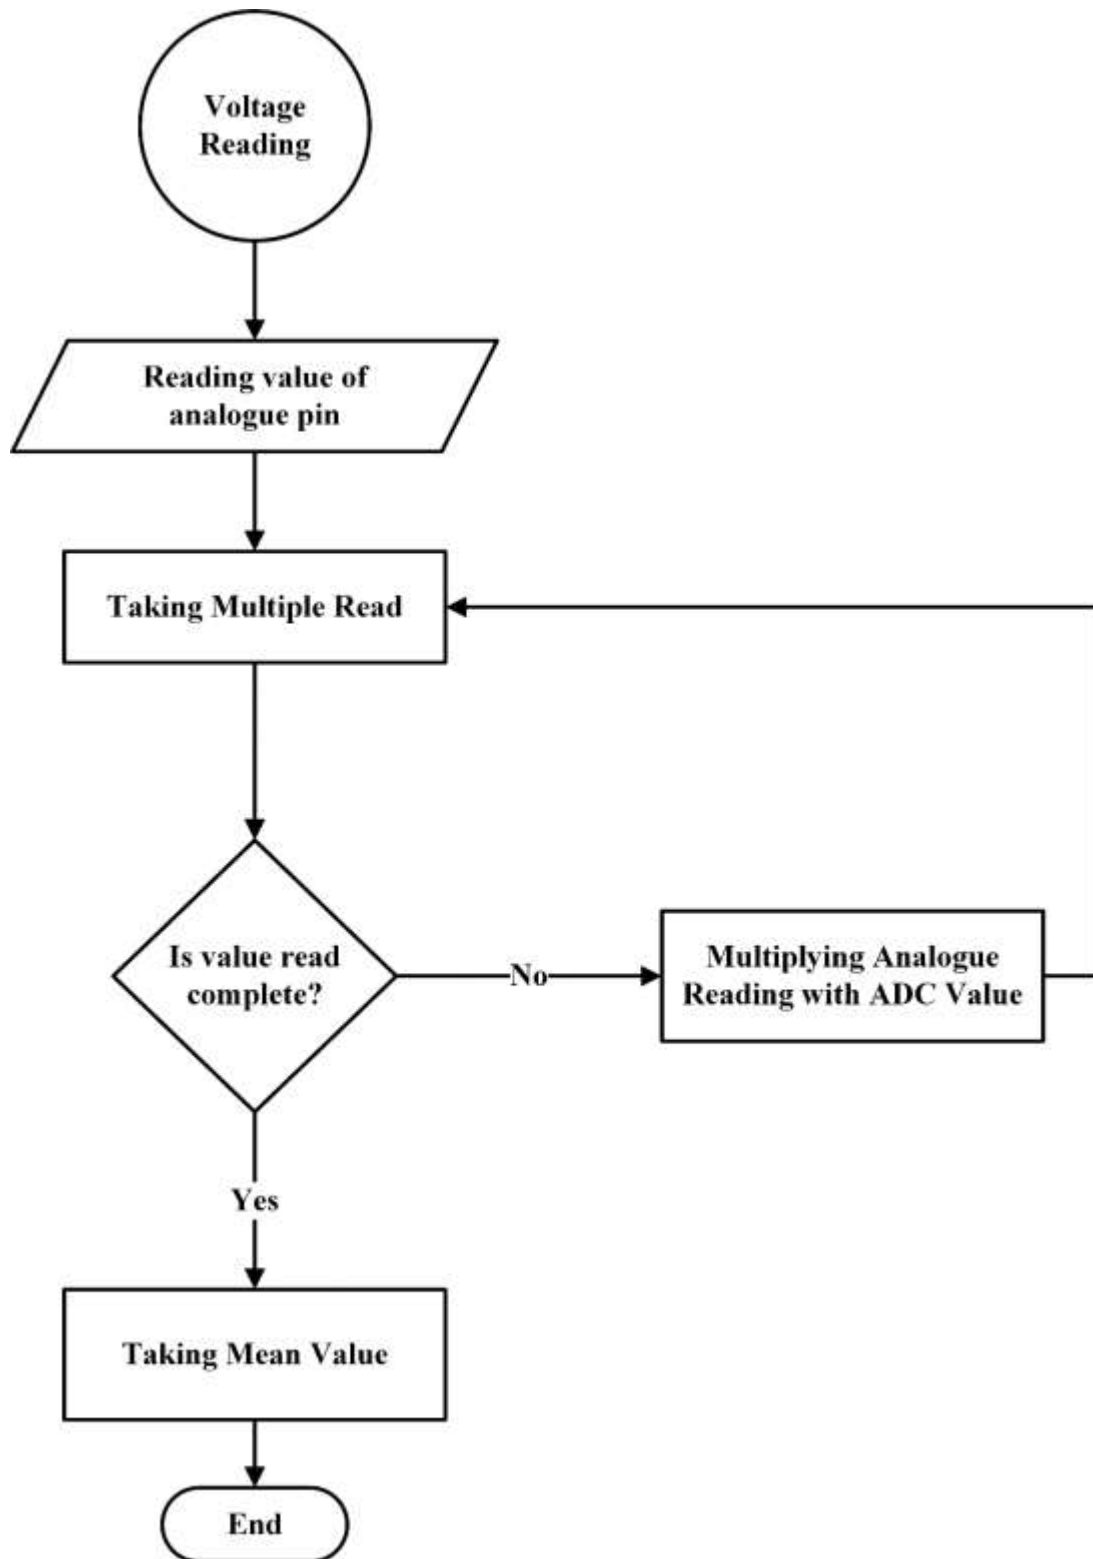 Voltage
Reading
Reading value of
analogue pin
Taking Multiple Read
Is value read
complete?
No
Multiplying Analogue
Reading with ADC Value
Yes
Taking Mean Value
End